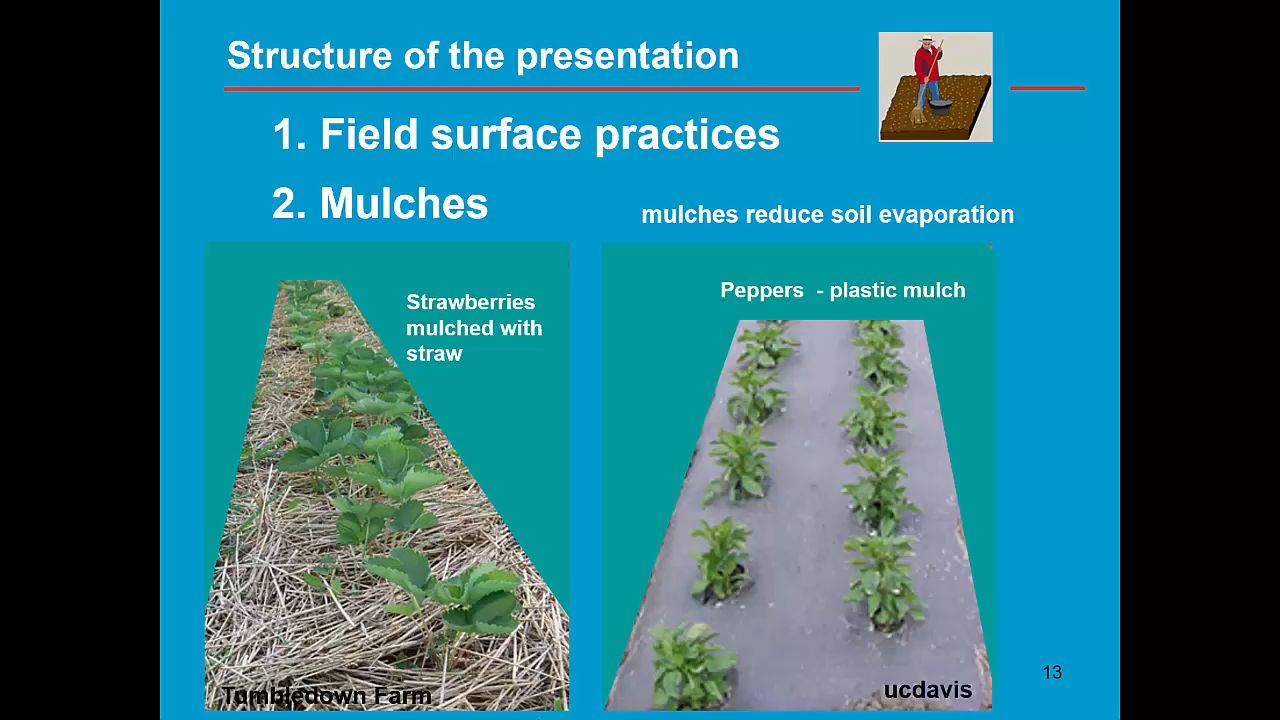 Structure of the presentation
1. Field surface practices
2. Mulches
mulches reduce soil evaporation
Strawberries
mulched with
straw
Peppers - plastic mulch
Tumbledown Farm
ucdavis
13